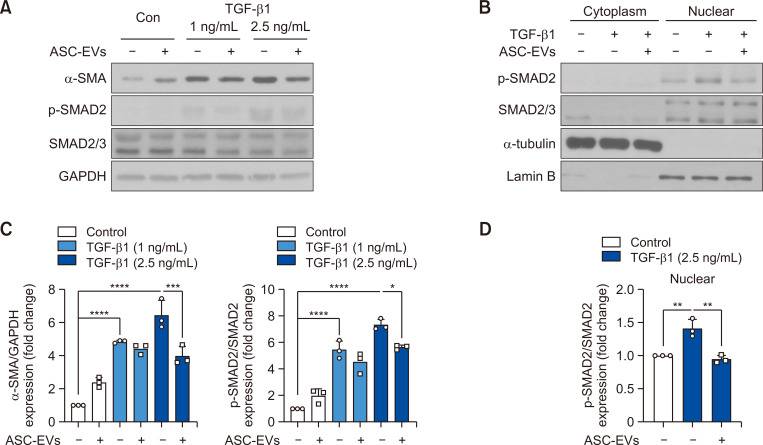 A
TGF-β1
Con 1 ng/mL 2.5 ng/mL
ASC-EVs − + − + − +
α-SMA
p-SMAD2
SMAD2/3
GAPDH
B
Cytoplasm Nuclear
TGF-β1 − + + − + +
ASC-EVs − − + − − +
p-SMAD2
SMAD2/3
α-tubulin
Lamin B
C
Control
TGF-β1 (1 ng/mL)
TGF-β1 (2.5 ng/mL)
α-SMA/GAPDH
expression (fold change)
8
6
4
2
0
****
****
***
ASC-EVs − + − + − +
Control
TGF-β1 (1 ng/mL)
TGF-β1 (2.5 ng/mL)
p-SMAD2/SMAD2
expression (fold change)
10
8
6
4
2
0
****
****
*
− + − + − +
D
Control
TGF-β1 (2.5 ng/mL)
Nuclear
p-SMAD2/SMAD2
expression (fold change)
2.0
1.5
1.0
0.5
0
**
**
ASC-EVs − − +